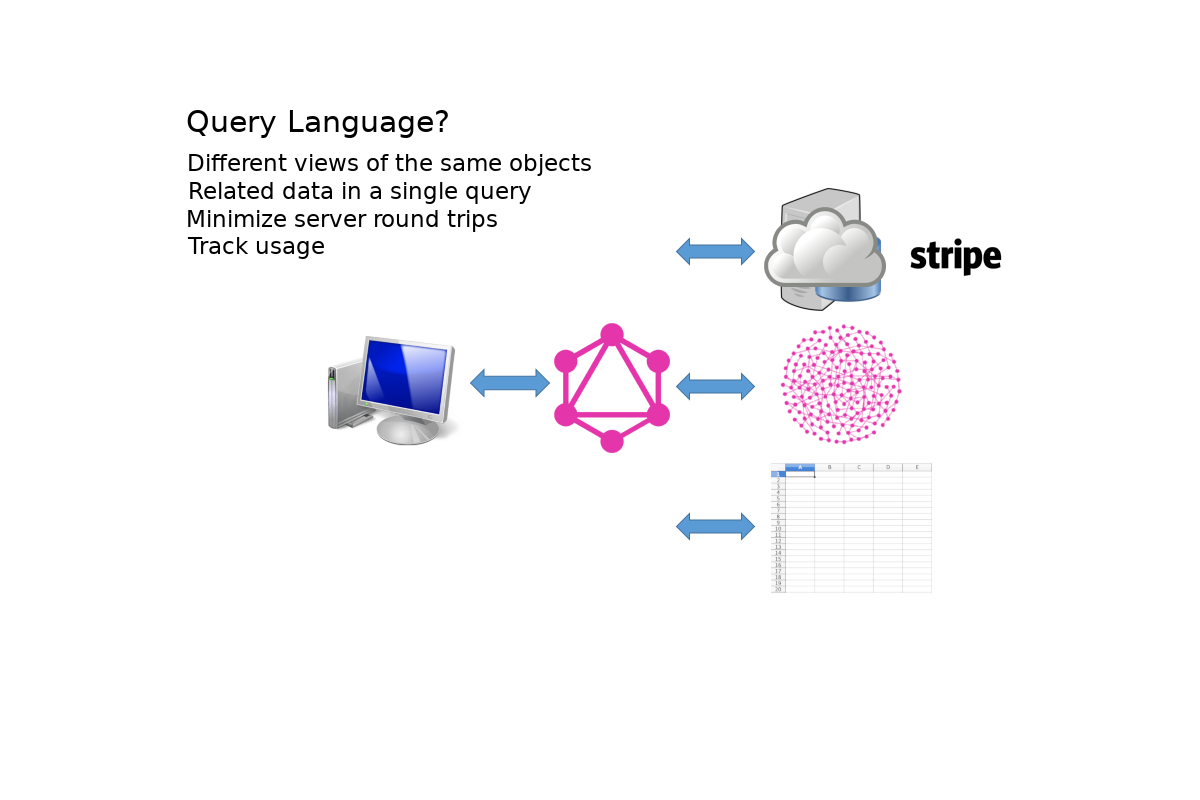 Query Language?
Different views of the same objects
Related data in a single query
Minimize server round trips
Track usage
stripe
A B C D E
1
2
3
4
5
6
7
8
9
10
11
12
13
14
15
16
17
18
19
20